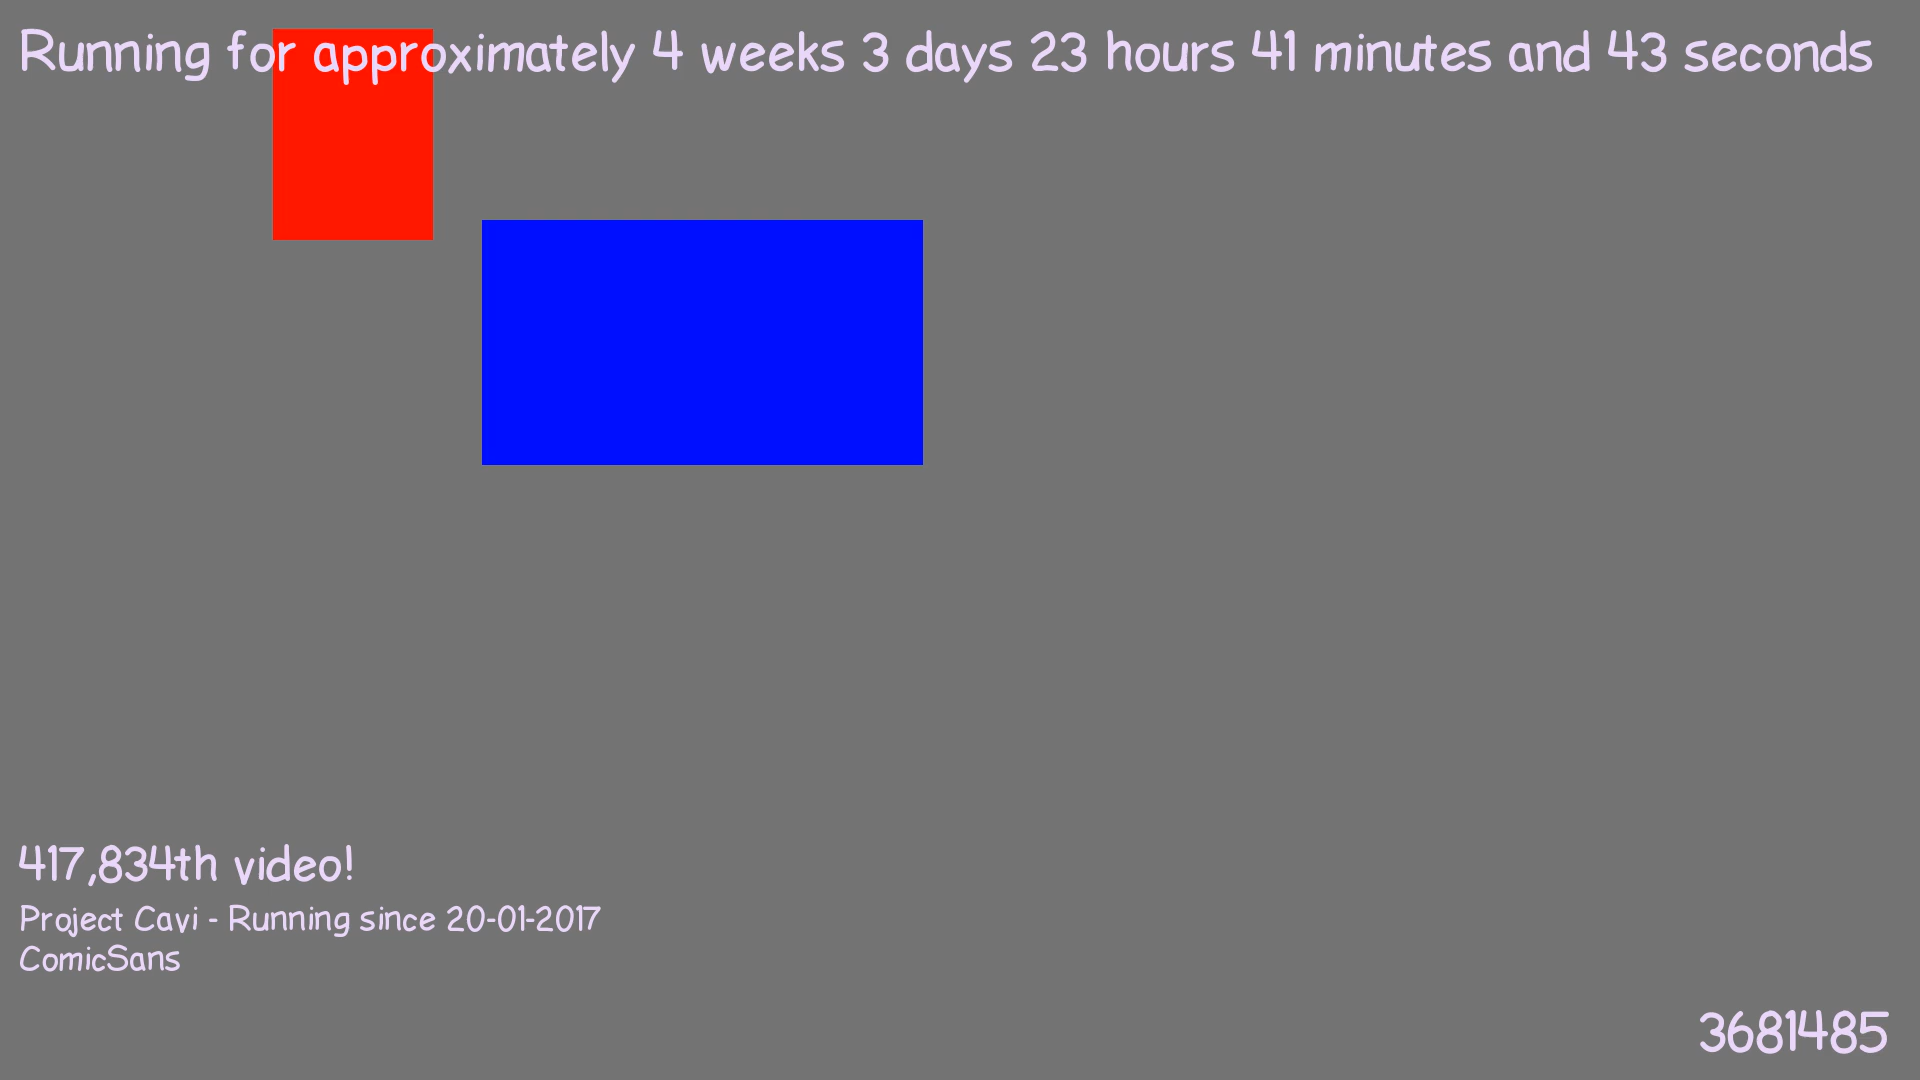 Running for approximately 4 weeks 3 days 23 hours 41 minutes and 43 seconds
417,834th video!
Project Cavi - Running since 20-01-2017
ComicSans
3681485